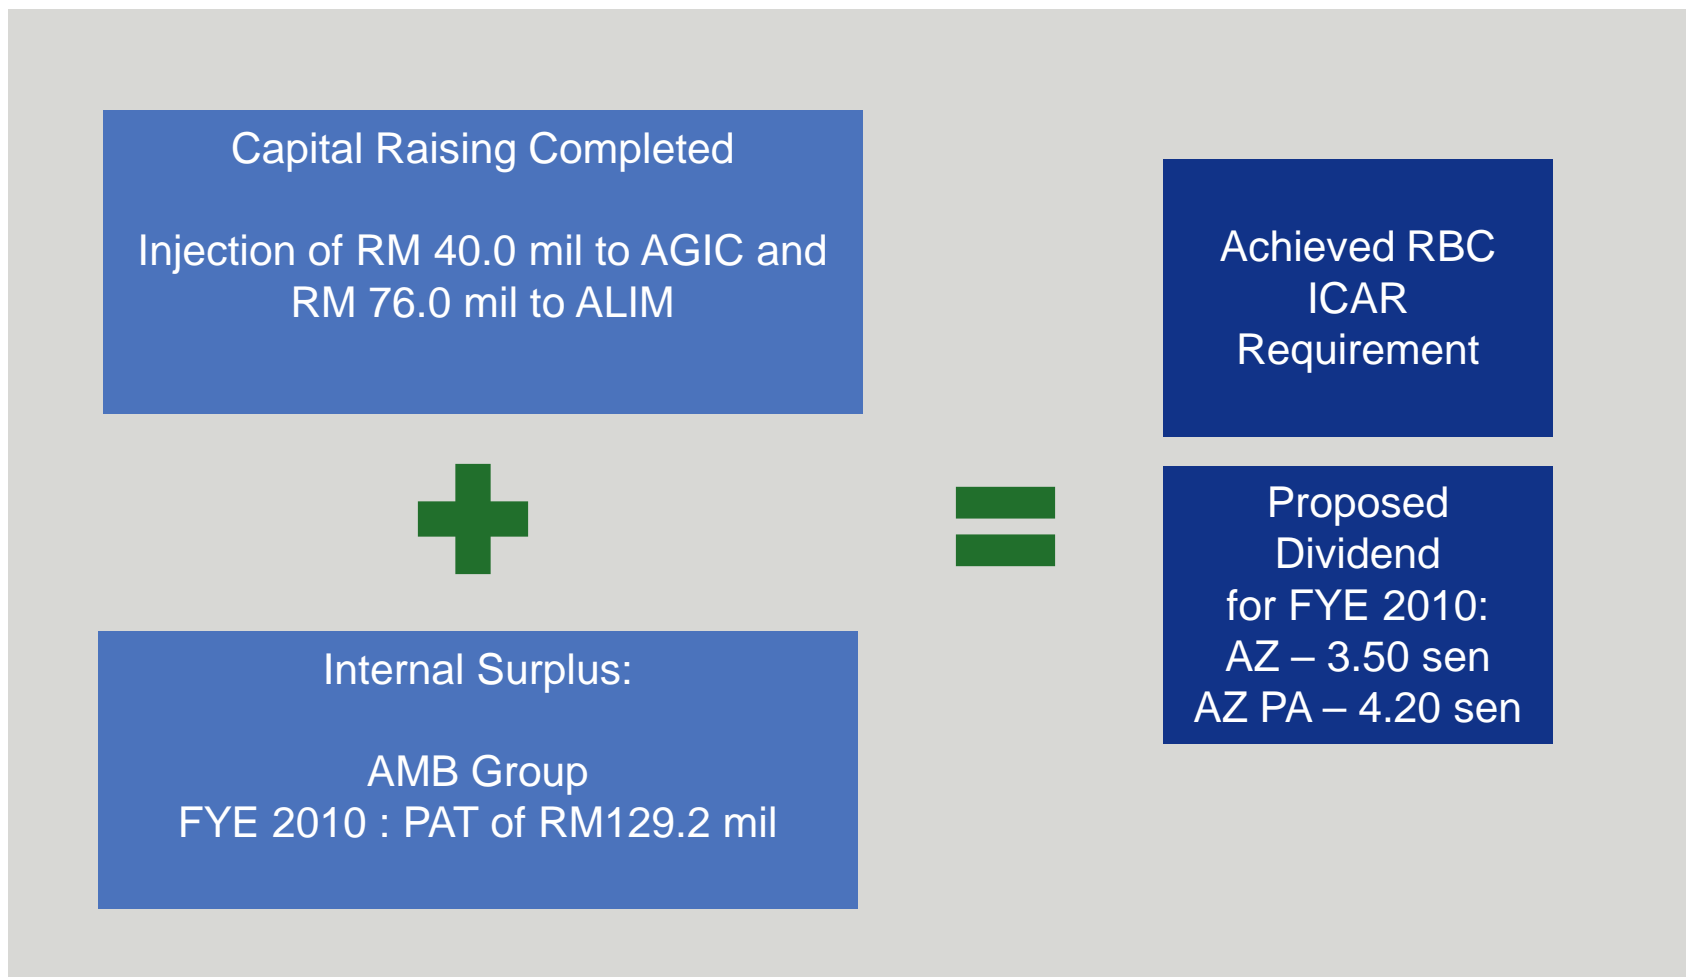 Capital Raising Completed
Injection of RM 40.0 mil to AGIC and
RM 76.0 mil to ALIM
Internal Surplus:
AMB Group
FYE 2010 : PAT of RM129.2 mil
Achieved RBC
ICAR
Requirement
Proposed
Dividend
for FYE 2010:
AZ – 3.50 sen
AZ PA – 4.20 sen